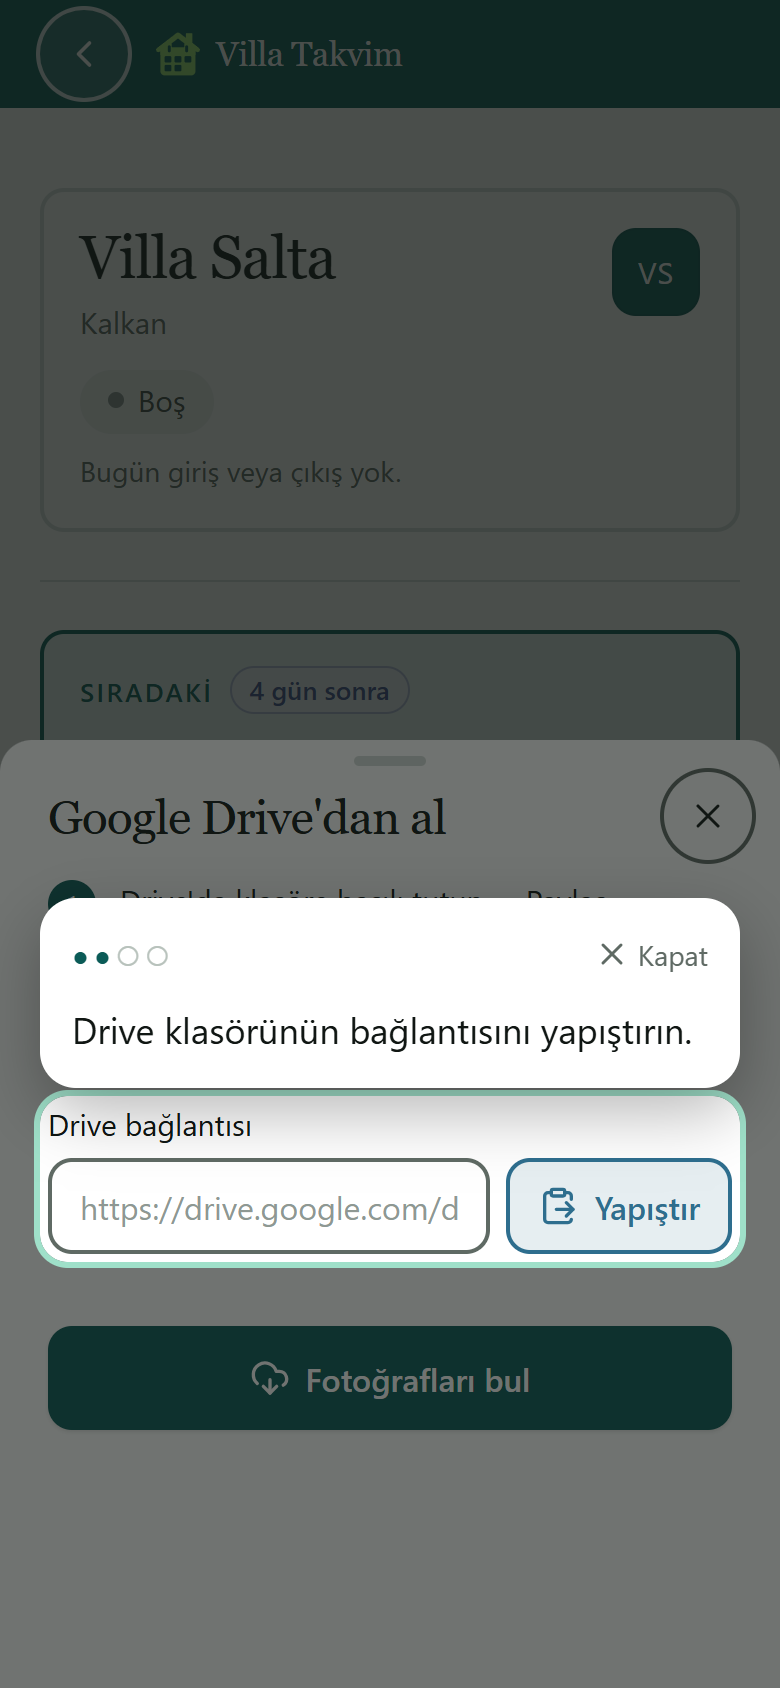 Villa Takvim
Villa Salta
VS
Kalkan
Boş
Bugün giriş veya çıkış yok.
SIRADAKİ
4 gün sonra
Google Drive'dan al
Kapat
Drive klasörünün bağlantısını yapıştırın.
Drive bağlantısı
https://drive.google.com/d
Yapıştır
Fotoğrafları bul